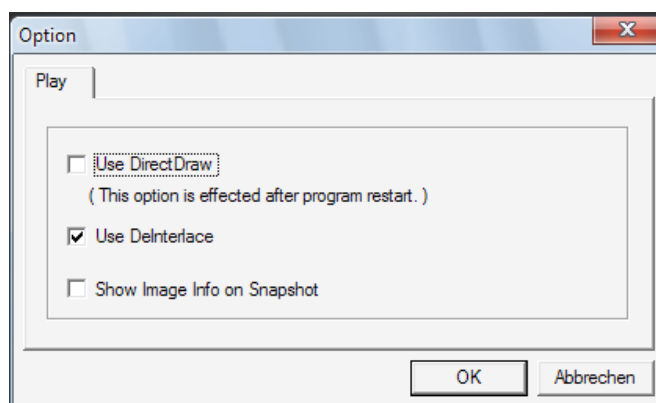 Option
Play
Use DirectDraw
( This option is effected after program restart. )
Use DeInterlace
Show Image Info on Snapshot
OK Abbrechen